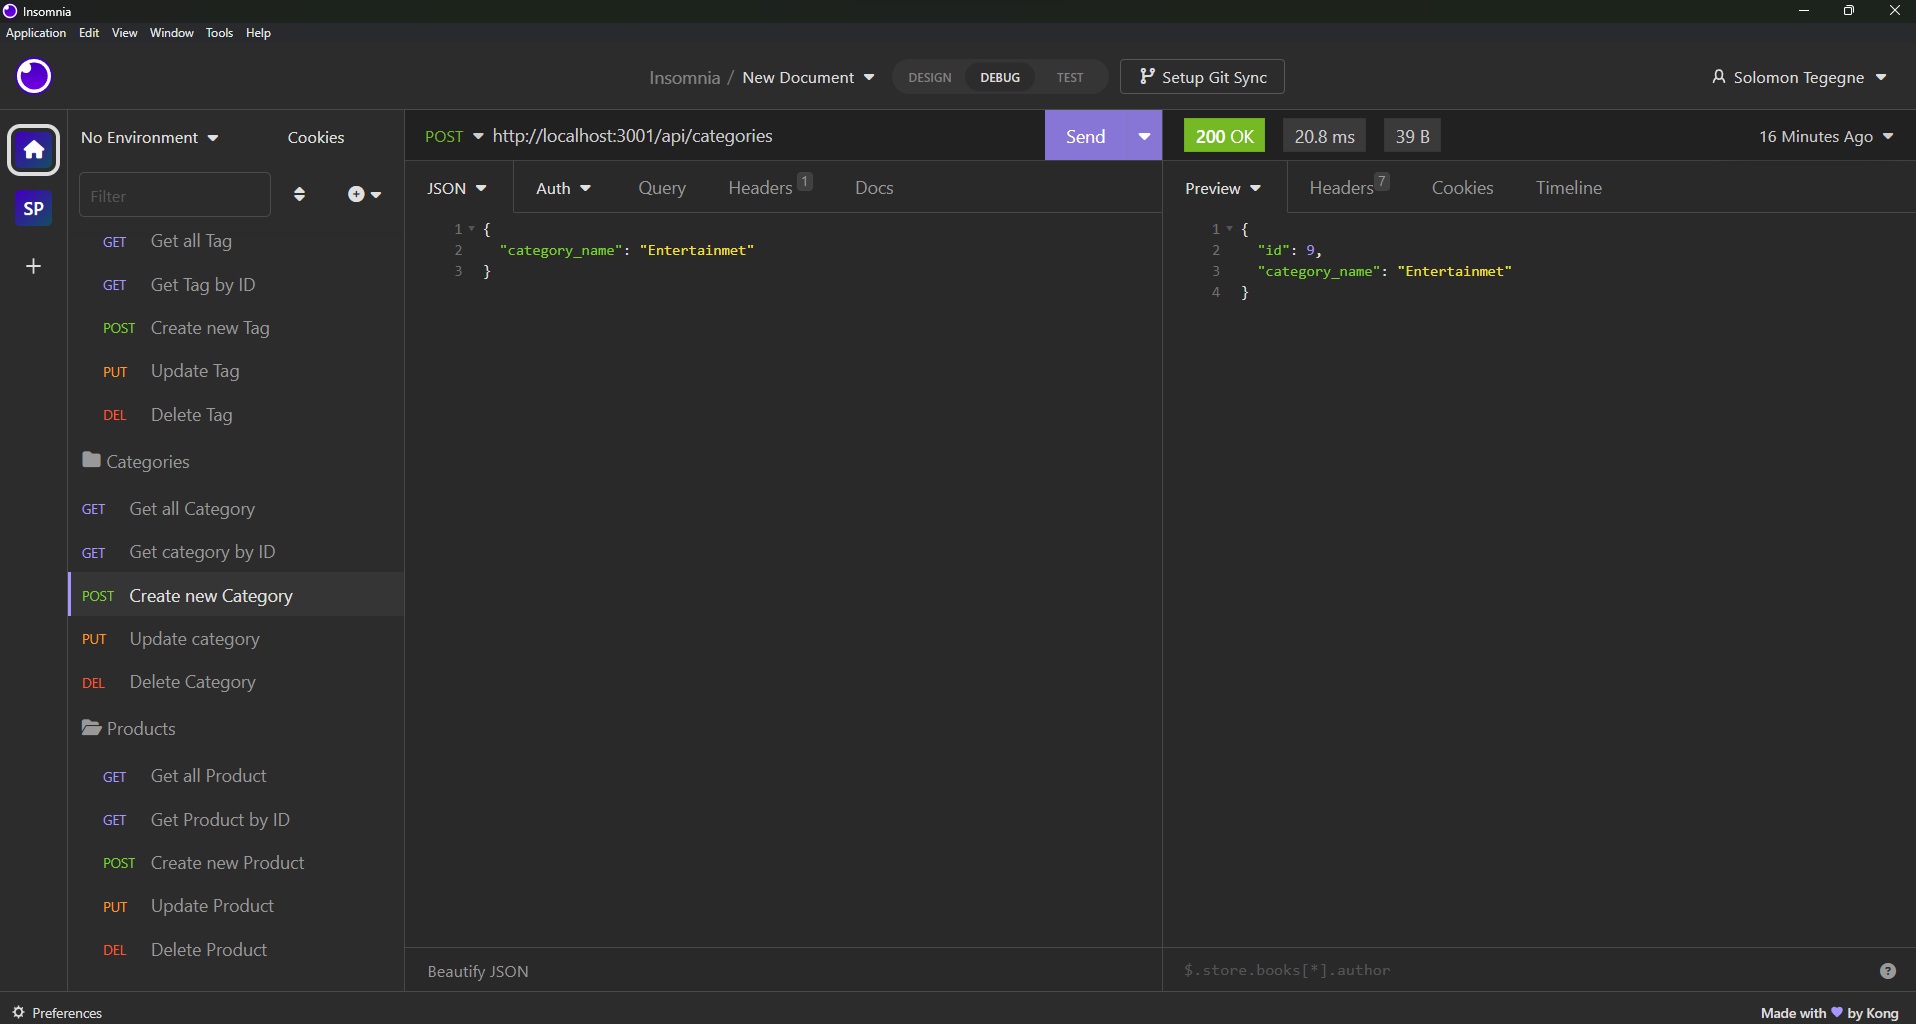 Insomnia
Application Edit View Window Tools Help
Insomnia / New Document DESIGN DEBUG TEST Setup Git Sync Solomon Tegegne
No Environment Cookies
Filter
SP
GET Get all Tag
GET Get Tag by ID
POST Create new Tag
PUT Update Tag
DEL Delete Tag
Categories
GET Get all Category
GET Get category by ID
POST Create new Category
PUT Update category
DEL Delete Category
Products
GET Get all Product
GET Get Product by ID
POST Create new Product
PUT Update Product
DEL Delete Product
POST http://localhost:3001/api/categories Send
JSON Auth Query Headers 1 Docs
1 {
2 "category_name": "Entertainmet"
3 }
Beautify JSON
200 OK 20.8 ms 39 B 16 Minutes Ago
Preview Headers 7 Cookies Timeline
1 {
2 "id": 9,
3 "category_name": "Entertainmet"
4 }
$.store.books[*].author ?
Preferences
Made with 💜 by Kong